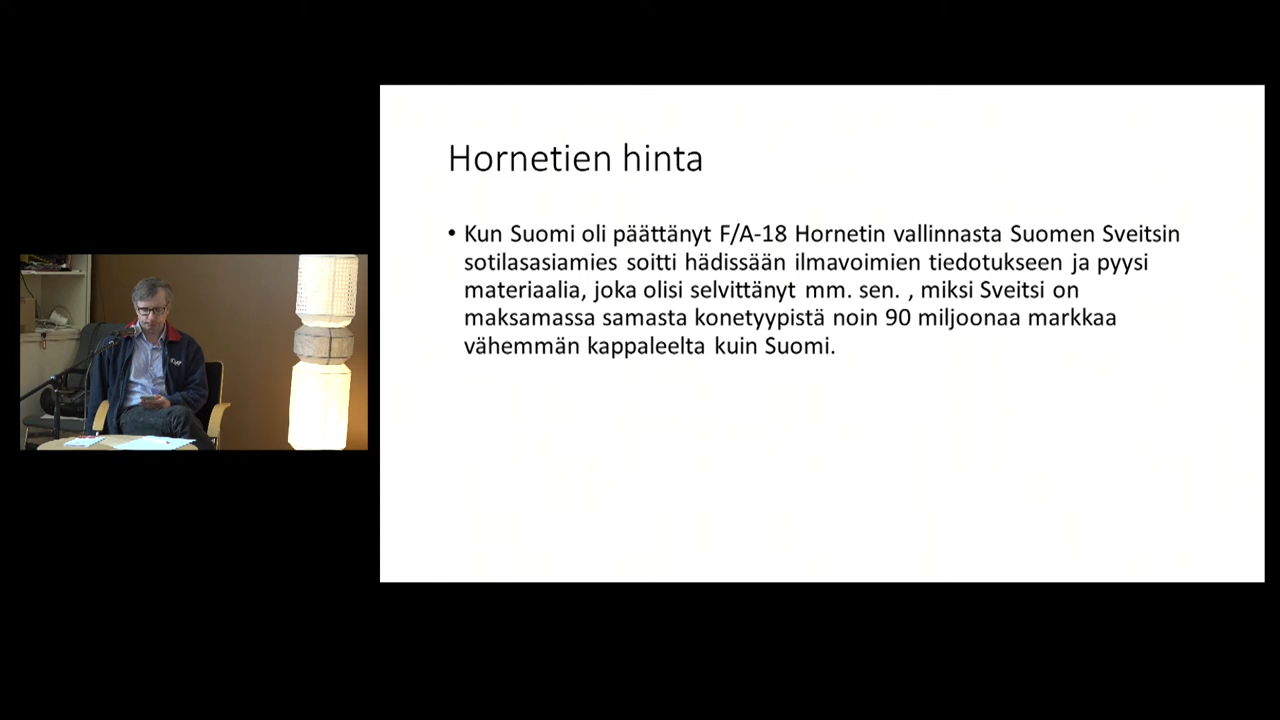 Hornetien hinta
• Kun Suomi oli päättänyt F/A-18 Hornetin vallinnasta Suomen Sveitsin
sotilasasiamies soitti hädissään ilmavoimien tiedotukseen ja pyysi
materiaalia, joka olisi selvittänyt mm. sen. , miksi Sveitsi on
maksamassa samasta konetyypistä noin 90 miljoonaa markkaa
vähemmän kappaleelta kuin Suomi.